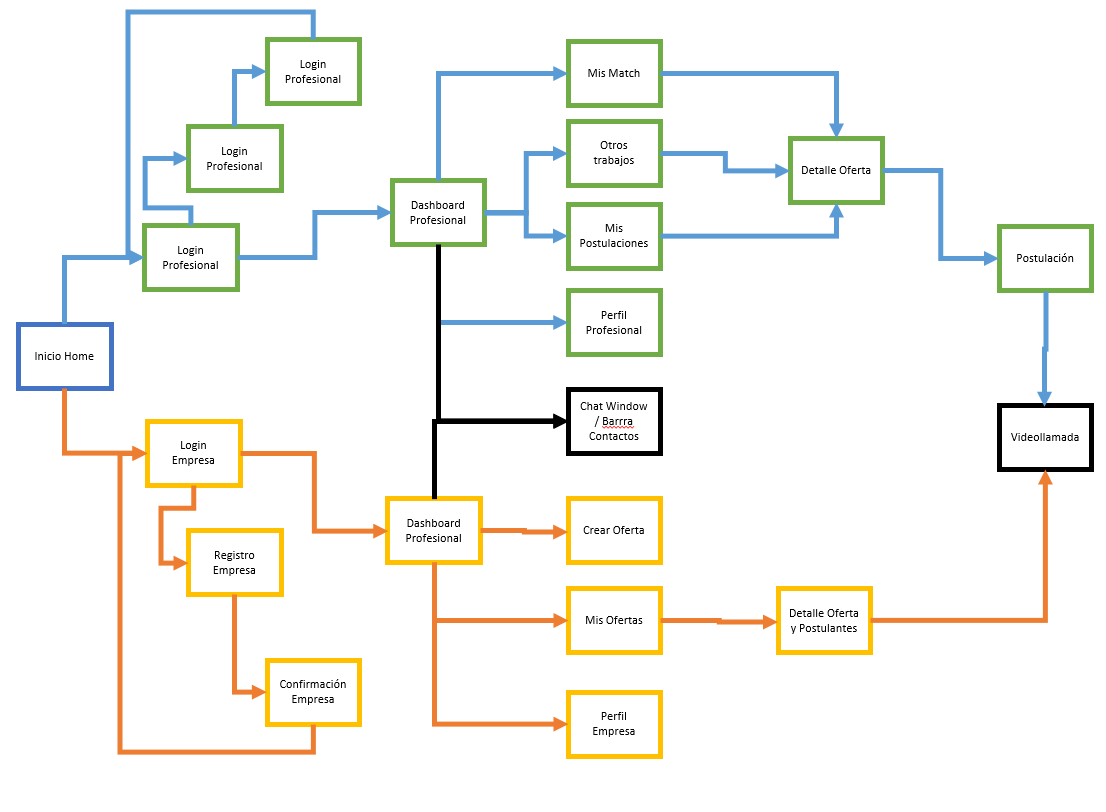 Login
Profesional
Login
Profesional
Login
Profesional
Inicio Home
Dashboard
Profesional
Mis Match
Otros
trabajos
Mis
Postulaciones
Perfil
Profesional
Detalle Oferta
Postulación
Chat Window
/ Barrra
Contactos
Videollamada
Login
Empresa
Registro
Empresa
Confirmación
Empresa
Dashboard
Profesional
Crear Oferta
Mis Ofertas
Perfil
Empresa
Detalle Oferta
y Postulantes